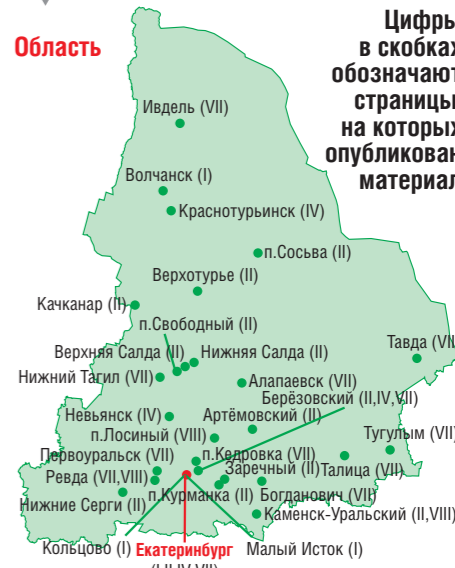 Область
Цифры
в скобках
обозначают
страницы,
на которых
опубликован
материал
Ивдель (VII)
Волчанск (I)
Краснотурьинск (IV)
п.Сосьва (II)
Верхотурье (II)
Качканар (II)
п.Свободный (II)
Тавда (VII)
Верхняя Салда (II)
Нижняя Салда (II)
Нижний Тагил (VII)
Алапаевск (VII)
Берёзовский (II,IV,VII)
Невьянск (IV)
Артёмовский (II)
п.Лосиный (VIII)
Тугулым (VII)
Первоуральск (VII)
п.Кедровка (VII)
Ревда (VII,VIII)
Заречный (II)
Талица (VII)
Нижние Серги (II)
п.Курманка (II)
Богданович (VII)
Каменск-Уральский (II,VIII)
Кольцово (I)
Екатеринбург
Малый Исток (I)